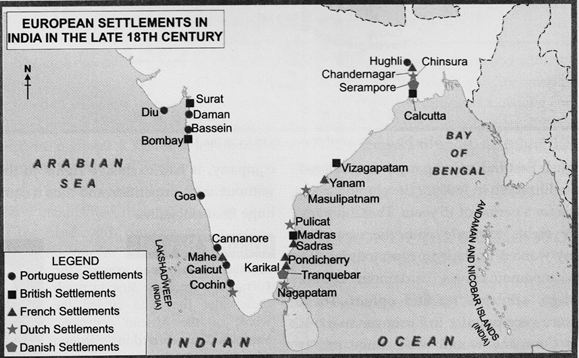 EUROPEAN SETTLEMENTS IN
INDIA IN THE LATE 18TH CENTURY
N
Hughli
Chinsura
Chandernagar
Serampore
Calcutta
Surat
Diu
Daman
Bassein
Bombay
BAY
OF
BENGAL
ARABIAN
SEA
Vizagapatam
Yanam
Masulipatnam
Goa
Pulicat
Madras
Sadras
Cannanore
Mahe
Calicut
Cochin
Pondicherry
Karikal
Tranquebar
Nagapatam
LAKSHADWEEP
(INDIA)
ANDMAN AND NICOBAR ISLANDS
(INDIA)
LEGEND
Portuguese Settlements
British Settlements
French Settlements
Dutch Settlements
Danish Settlements
INDIAN OCEAN